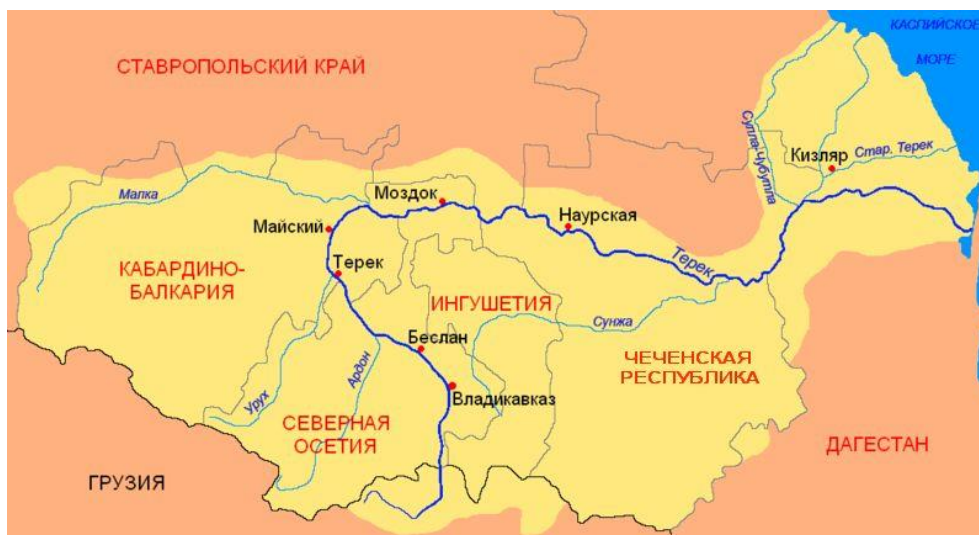 КАСПИЙСКОЕ
МОРЕ
СТАВРОПОЛЬСКИЙ КРАЙ
Сулла-Чубутла
Кизляр
Стар. Терек
Малка
Моздок
Майский
Наурская
Терек
Терек
КАБАРДИНО-
БАЛКАРИЯ
ИНГУШЕТИЯ
Сунжа
Беслан
Ардон
ЧЕЧЕНСКАЯ
РЕСПУБЛИКА
Владикавказ
Урух
СЕВЕРНАЯ
ОСЕТИЯ
ДАГЕСТАН
ГРУЗИЯ